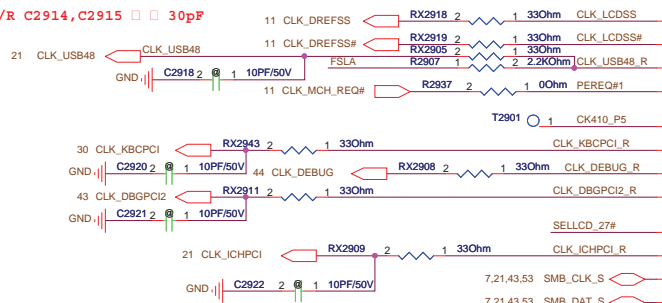 /R C2914,C2915 30pF
11 CLK_DREFSS RX2918 2 1 33Ohm CLK_LCDSS
11 CLK_DREFSS# RX2919 2 1 33Ohm CLK_LCDSS#
21 CLK_USB48 CLK_USB48 RX2905 2 1 33Ohm
FSLA R2907 1 2 2.2KOhm CLK_USB48_R
GND C2918 2 @ 1 10PF/50V
11 CLK_MCH_REQ# R2937 2 1 0Ohm PEREQ#1
T2901 1 CK410_P5
30 CLK_KBCPCI RX2943 2 1 33Ohm CLK_KBCPCI_R
GND C2920 2 @ 1 10PF/50V
44 CLK_DEBUG RX2908 2 1 33Ohm CLK_DEBUG_R
43 CLK_DBGPCI2 RX2911 2 1 33Ohm CLK_DBGPCI2_R
GND C2921 2 @ 1 10PF/50V
SELLCD_27#
21 CLK_ICHPCI RX2909 2 1 33Ohm CLK_ICHPCI_R
7,21,43,53 SMB_CLK_S
GND C2922 2 @ 1 10PF/50V
7,21,43,53 SMB_DAT_S